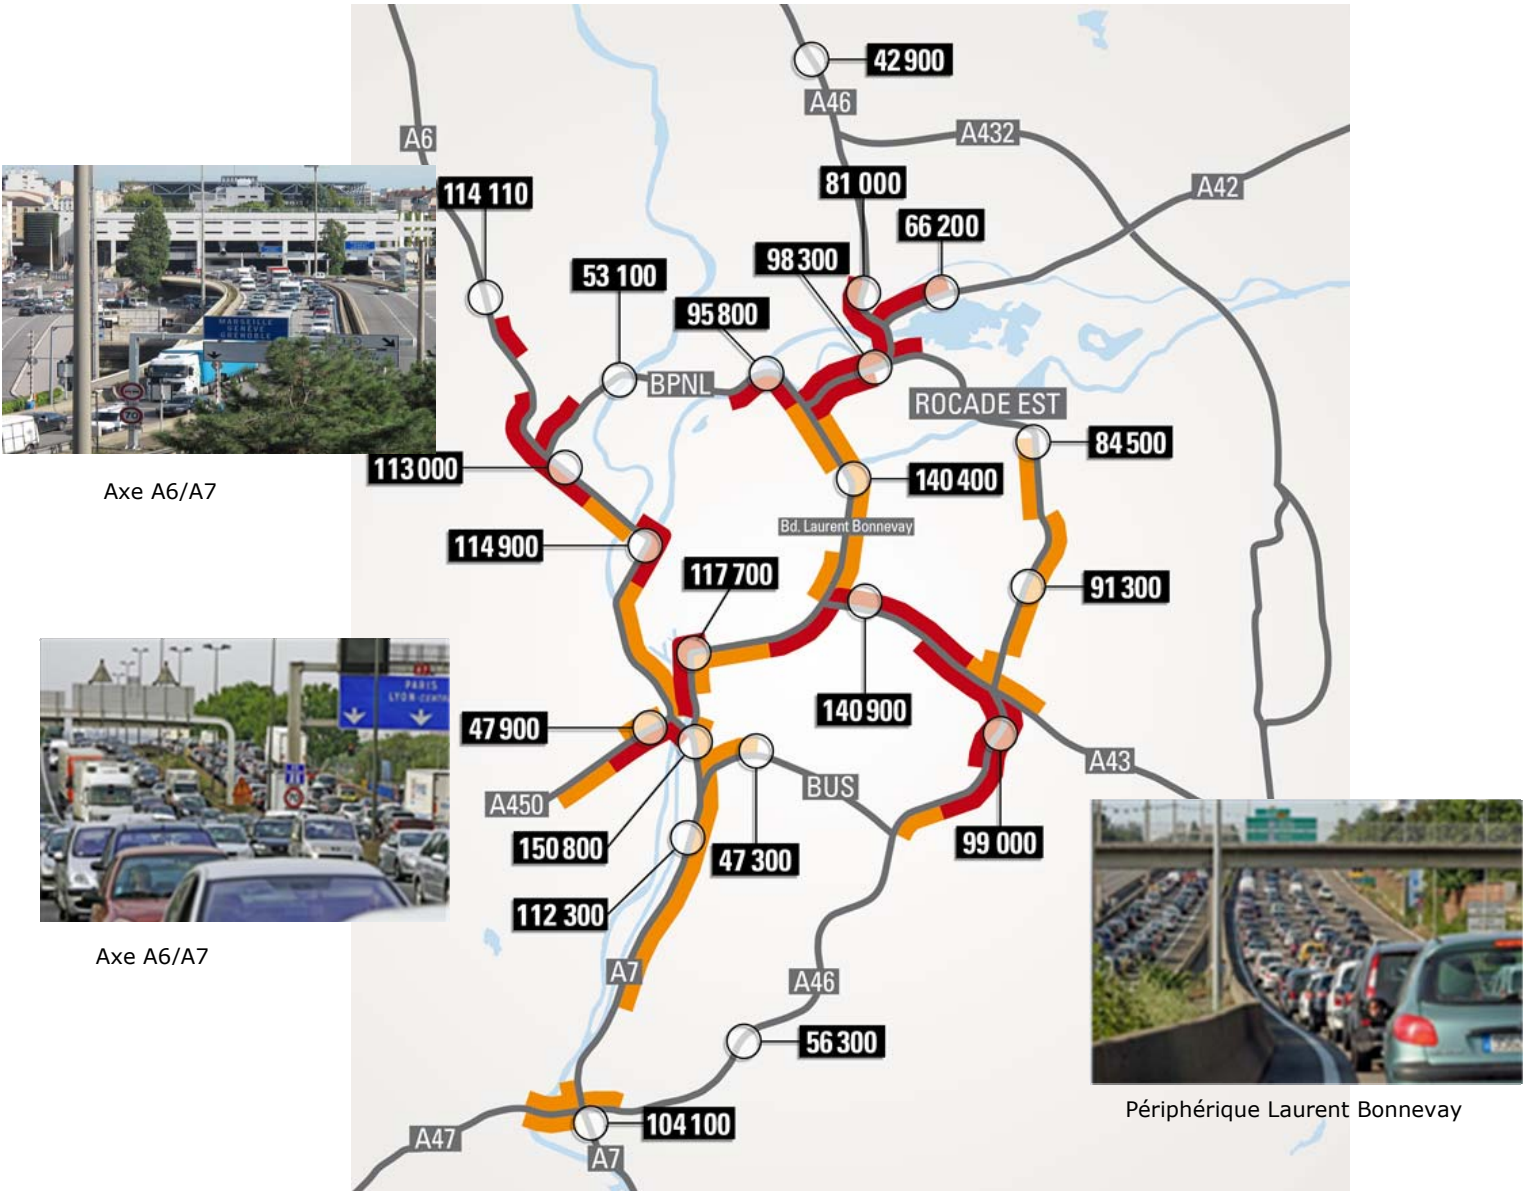 42 900
A46
A432
A6
81 000
A42
114 110
66 200
98 300
53 100
95 800
MARSEILLE
GENEVE
GRENOBLE
BPNL
ROCADE EST
70
84 500
113 000
140 400
Axe A6/A7
Bd. Laurent Bonnevay
114 900
117 700
91 300
PARIS
LYON-CENTRE
140 900
47 900
A43
BUS
A450
99 000
150 800
47 300
112 300
Axe A6/A7
A7
A46
56 300
Périphérique Laurent Bonnevay
104 100
A47
A7